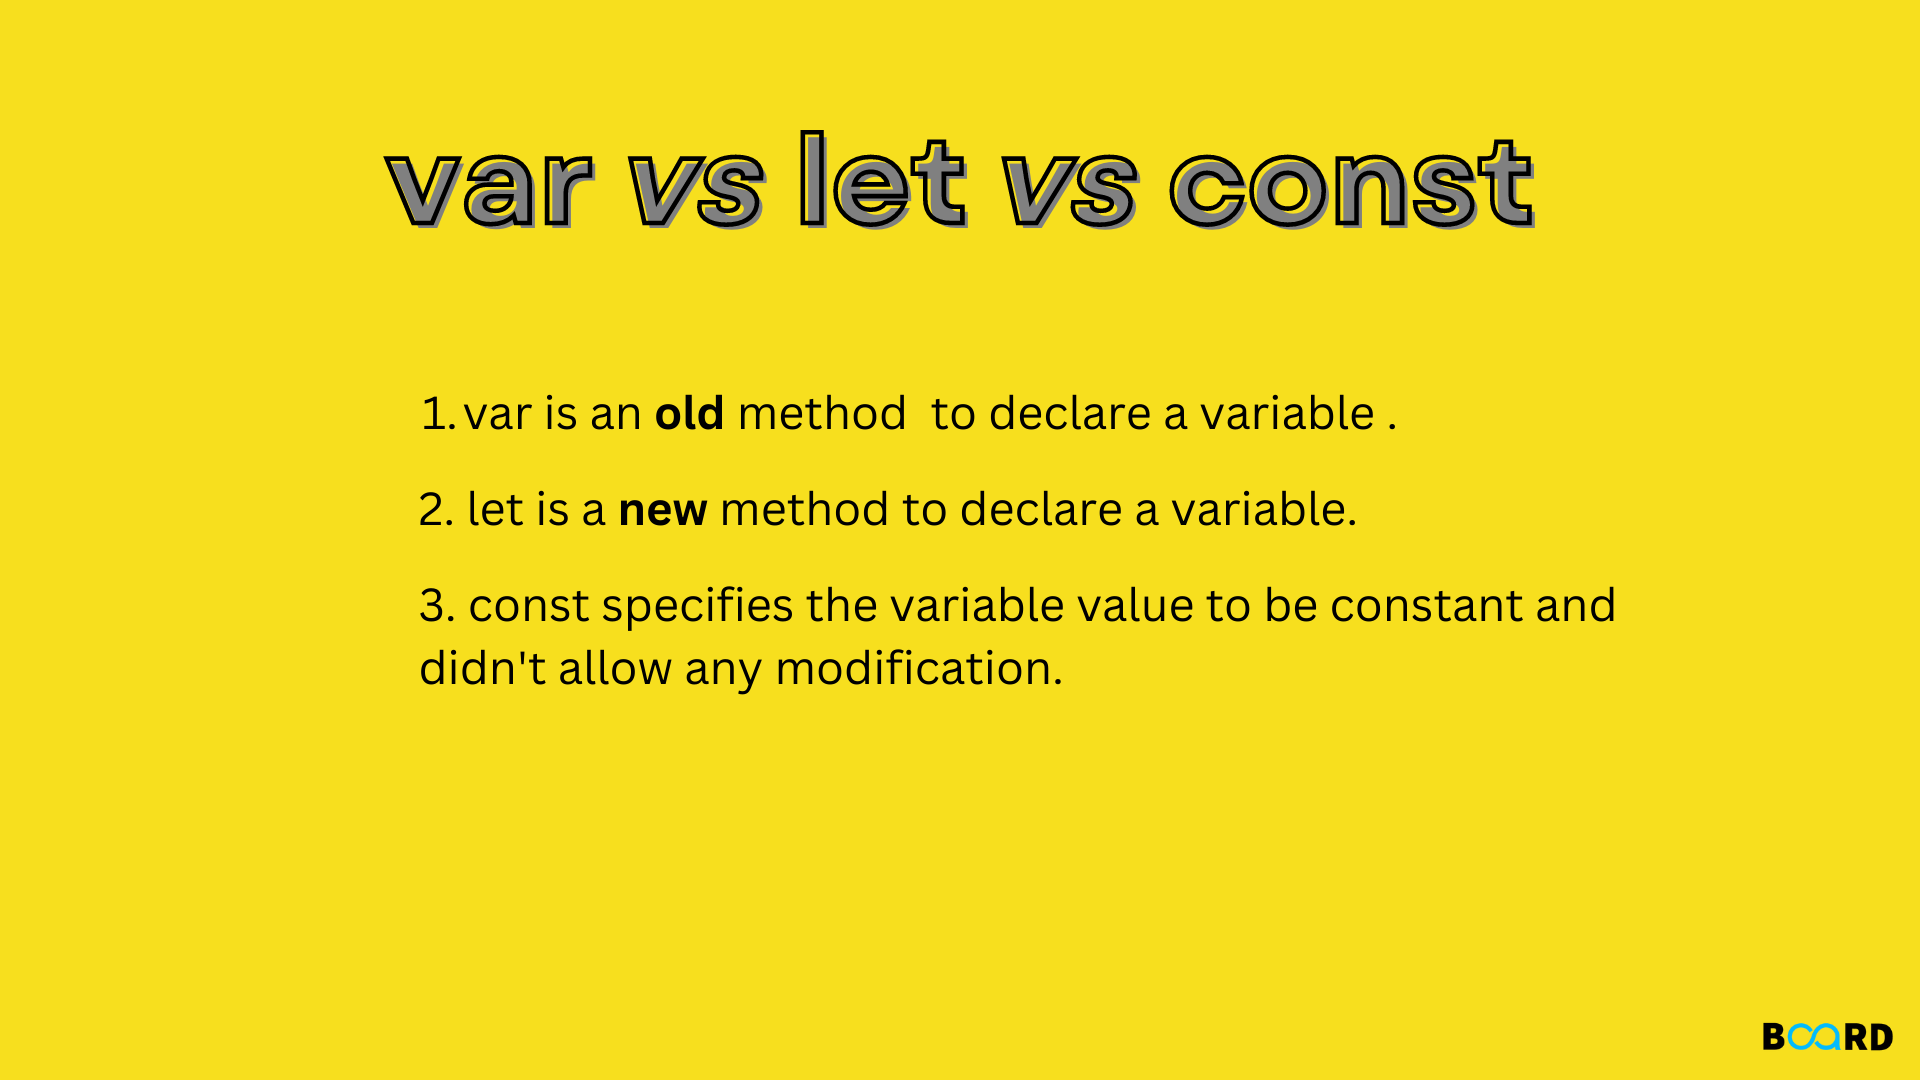 var vs let vs const
1. var is an old method  to declare a variable .
2. let is a new method to declare a variable.
3. const specifies the variable value to be constant and
didn't allow any modification.
BOARD